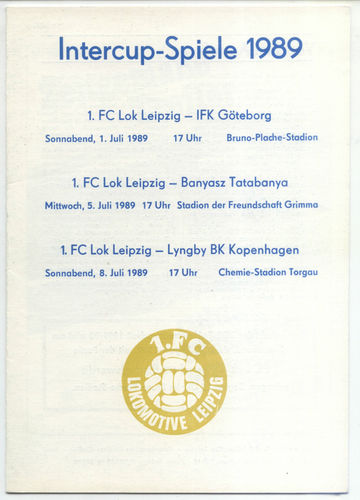 Intercup-Spiele 1989
1. FC Lok Leipzig – IFK Göteborg
Sonnabend, 1. Juli 1989 17 Uhr Bruno-Plache-Stadion
1. FC Lok Leipzig – Banyasz Tatabanya
Mittwoch, 5. Juli 1989 17 Uhr Stadion der Freundschaft Grimma
1. FC Lok Leipzig – Lyngby BK Kopenhagen
Sonnabend, 8. Juli 1989 17 Uhr Chemie-Stadion Torgau
1. FC
LOKOMOTIVE LEIPZIG